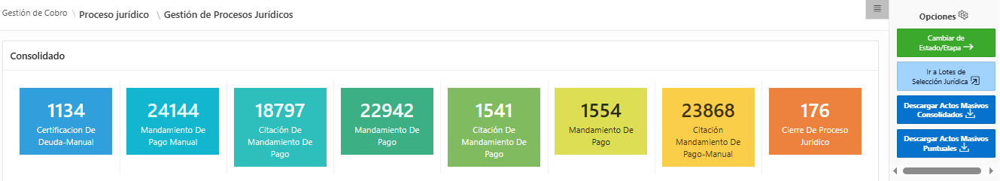 Gestión de Cobro \ Proceso jurídico \ Gestión de Procesos Jurídicos
Consolidado
1134
Certificacion De
Deuda-Manual
24144
Mandamiento De
Pago Manual
18797
Citación De
Mandamiento De
Pago
22942
Mandamiento De
Pago
1541
Citación De
Mandamiento De
Pago
1554
Mandamiento De
Pago
23868
Citación
Mandamiento De
Pago-Manual
176
Cierre De Proceso
Juridico
Opciones
Cambiar de
Estado/Etapa
Ir a Lotes de
Selección Jurídica
Descargar Actos Masivos
Consolidados
Descargar Actos Masivos
Puntuales